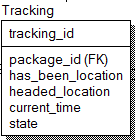 Tracking
tracking_id
package_id (FK)
has_been_location
headed_location
current_time
state